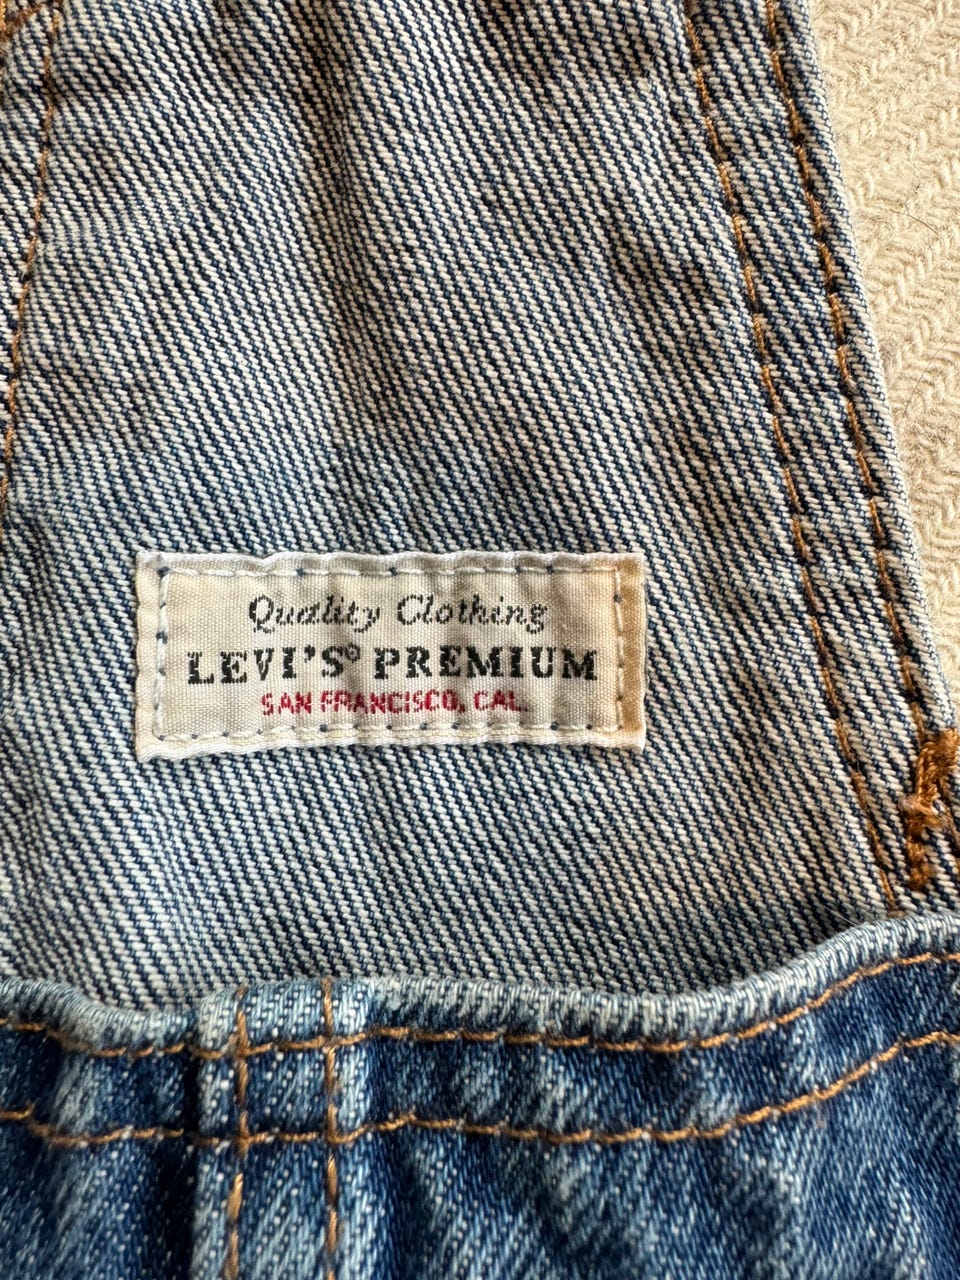 Quality Clothing
LEVI'S® PREMIUM
SAN FRANCISCO, CAL.